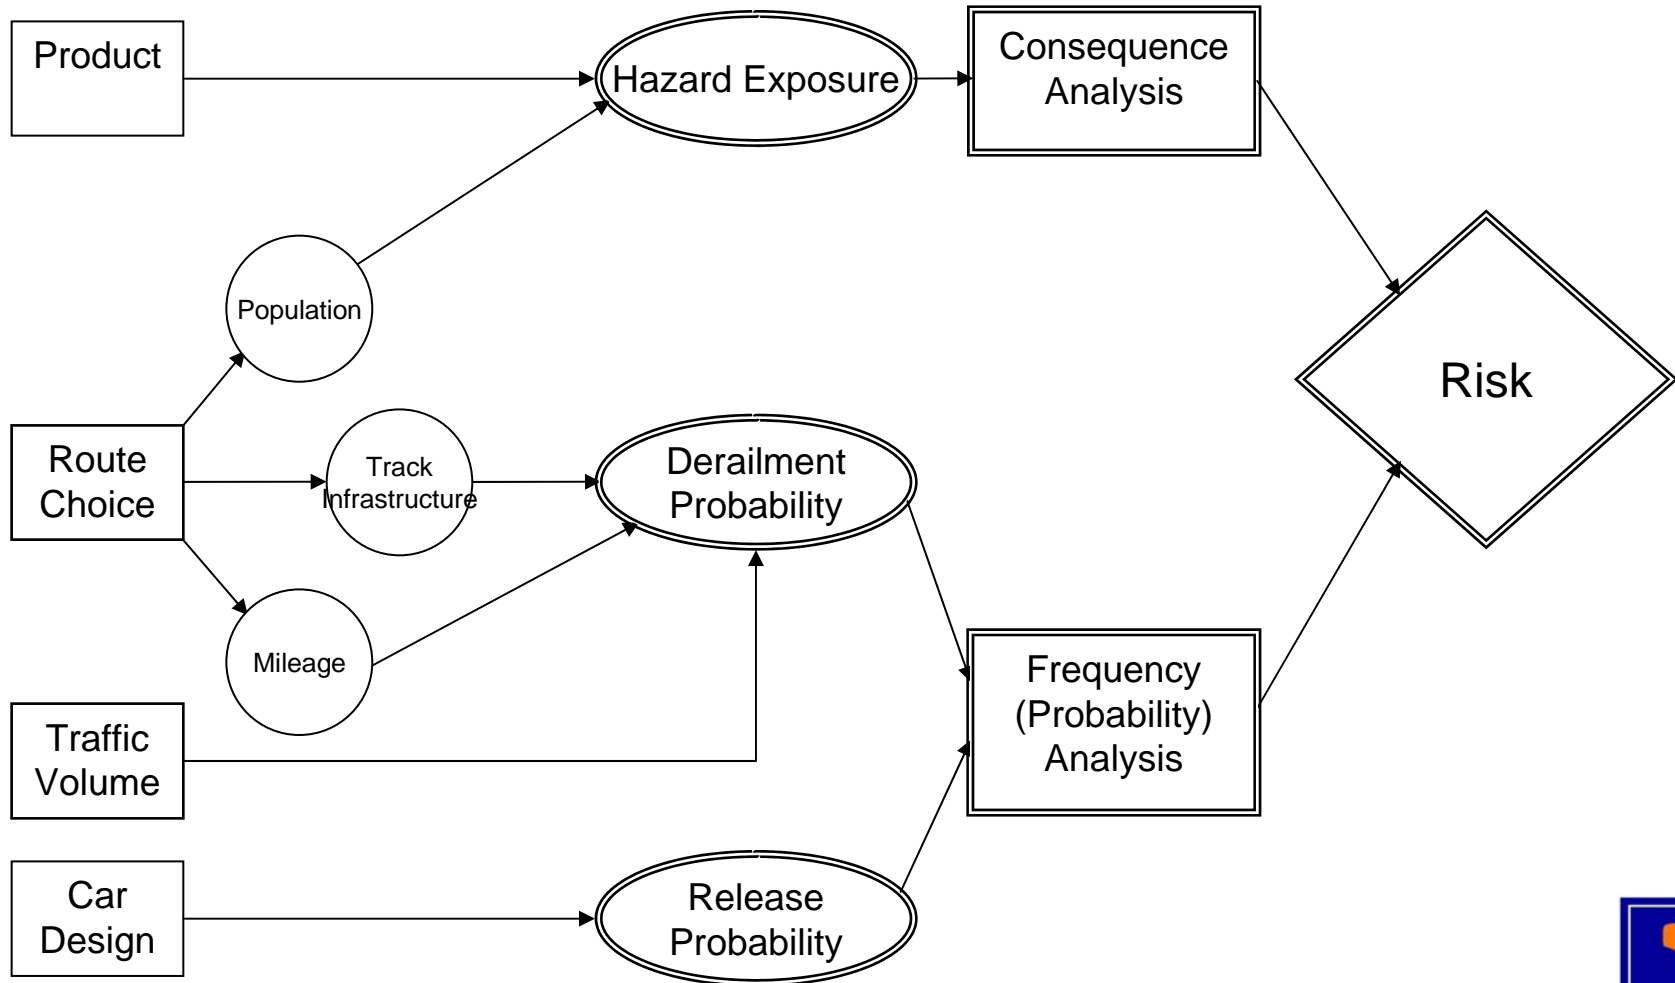 Product
Hazard Exposure
Consequence
Analysis
Population
Risk
Route
Choice
Track
Infrastructure
Derailment
Probability
Mileage
Frequency
(Probability)
Analysis
Traffic
Volume
Car
Design
Release
Probability